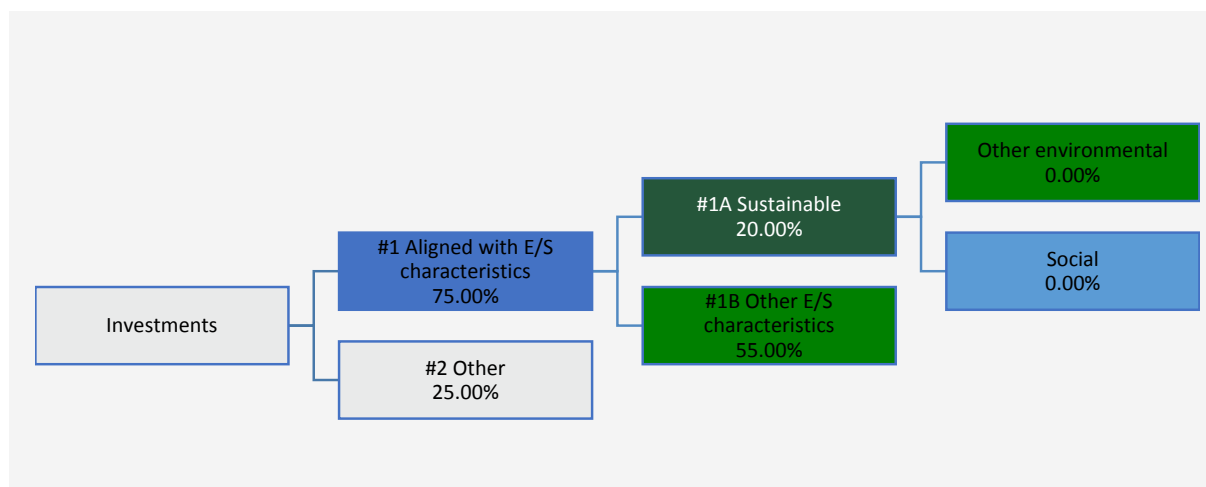 Investments
#1 Aligned with E/S
characteristics
75.00%
#2 Other
25.00%
#1A Sustainable
20.00%
#1B Other E/S
characteristics
55.00%
Other environmental
0.00%
Social
0.00%